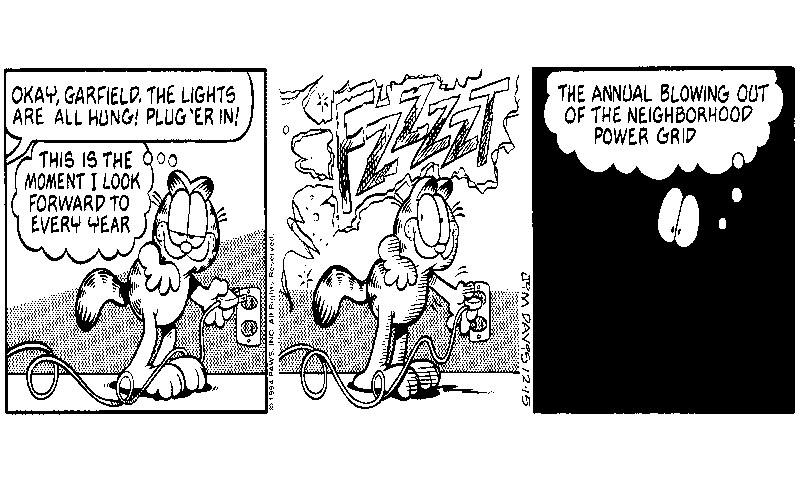 OKAY, GARFIELD. THE LIGHTS
ARE ALL HUNG! PLUG 'ER IN!
THIS IS THE
MOMENT I LOOK
FORWARD TO
EVERY YEAR
© 1994 PAWS, INC. All Rights Reserved.
FZZZZT
JIM DAVIS 12-15
THE ANNUAL BLOWING OUT
OF THE NEIGHBORHOOD
POWER GRID